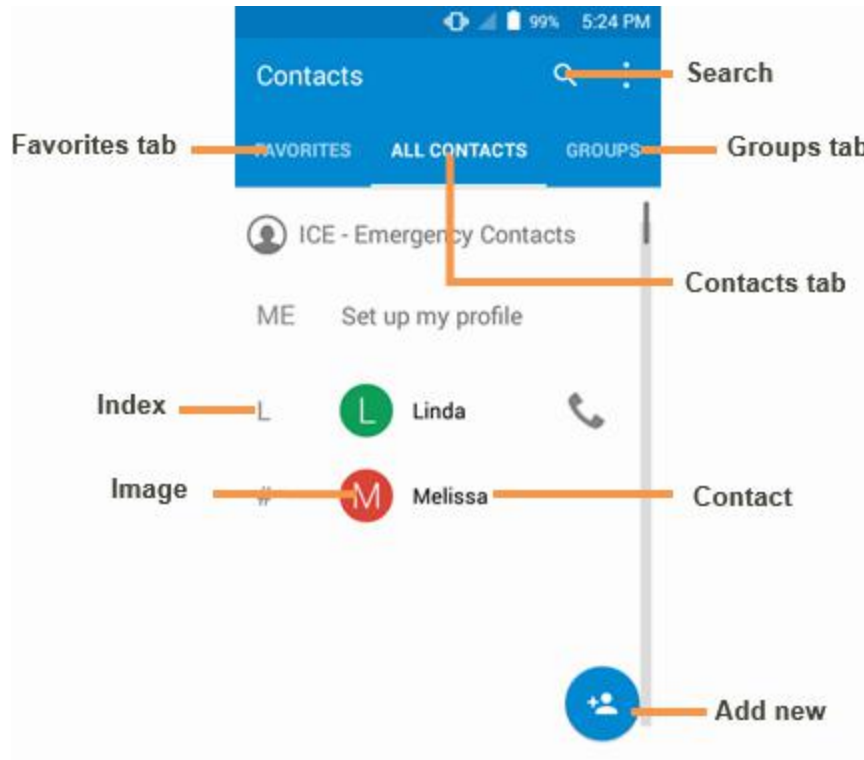 99% 5:24 PM
Contacts
Search
Favorites tab
FAVORITES ALL CONTACTS GROUPS
Groups tab
ICE - Emergency Contacts
Contacts tab
ME Set up my profile
Index
L L Linda
Image
# M Melissa
Contact
Add new